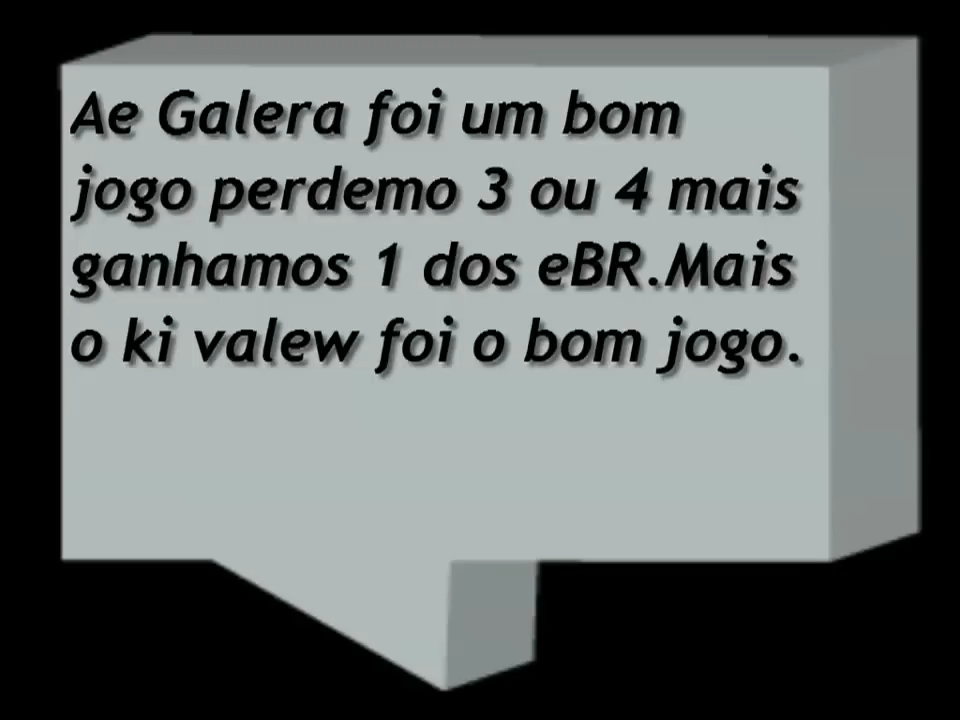 Ae Galera foi um bom
jogo perdemo 3 ou 4 mais
ganhamos 1 dos eBR.Mais
o ki valew foi o bom jogo.